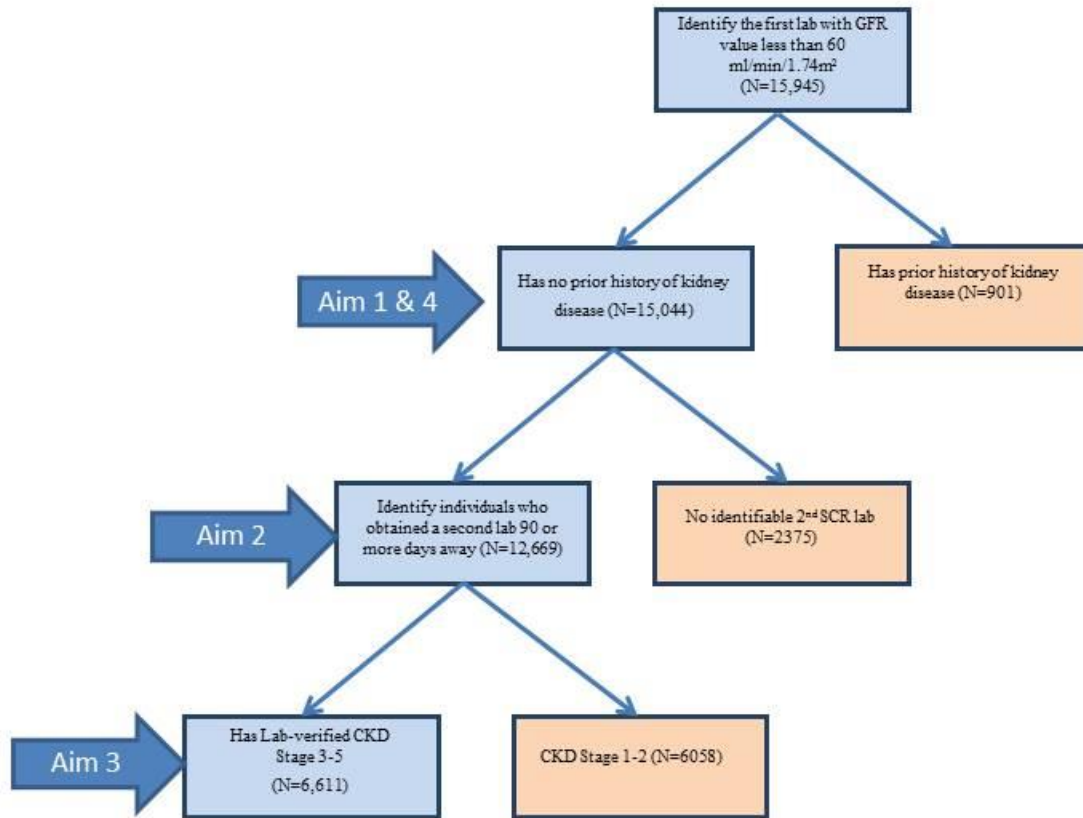 Identify the first lab with GFR
value less than 60
ml/min/1.74m²
(N=15,945)
Aim 1 & 4
Has no prior history of kidney
disease (N=15,044)
Has prior history of kidney
disease (N=901)
Aim 2
Identify individuals who
obtained a second lab 90 or
more days away (N=12,669)
No identifiable 2ⁿᵈ SCR lab
(N=2375)
Aim 3
Has Lab-verified CKD
Stage 3-5
(N=6,611)
CKD Stage 1-2 (N=6058)